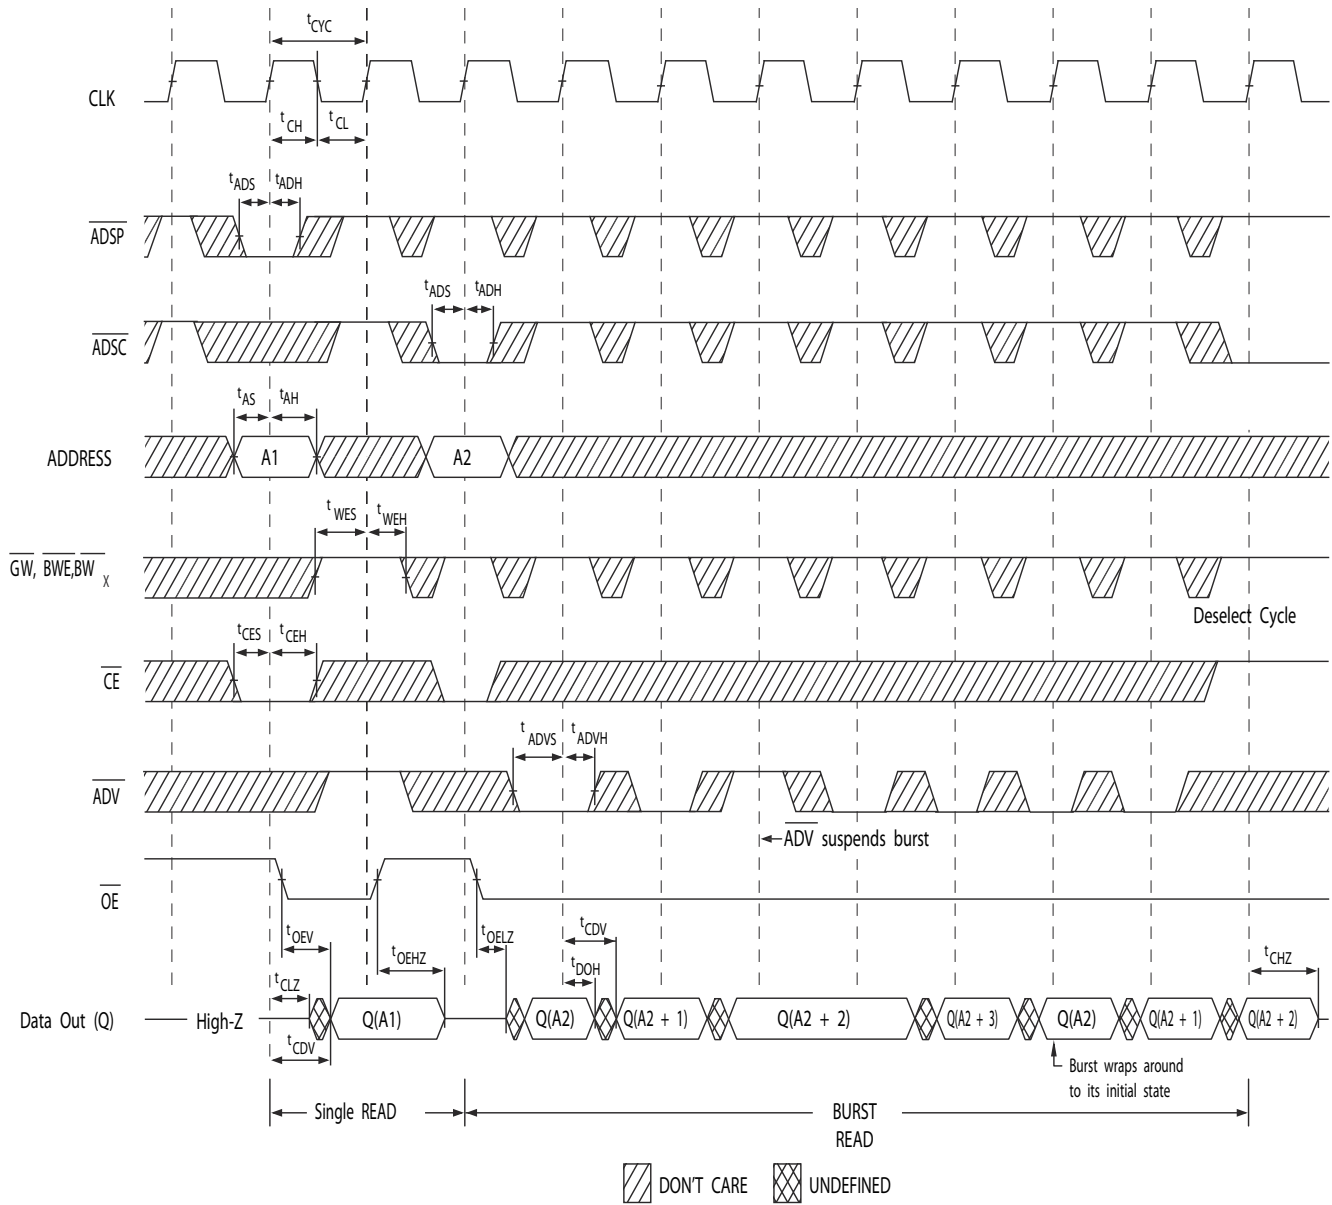 tCYC
CLK
tCH
tCL
tADS
tADH
ADSP
tADS
tADH
ADSC
tAS
tAH
ADDRESS
A1
A2
tWES
tWEH
GW, BWE,BW X
Deselect Cycle
tCES
tCEH
CE
tADVS
tADVH
ADV
ADV suspends burst
OE
tOEV
tOEHZ
tOELZ
tCDV
tDOH
tCHZ
tCLZ
Data Out (Q)
High-Z
Q(A1)
Q(A2)
Q(A2 + 1)
Q(A2 + 2)
Q(A2 + 3)
Q(A2)
Q(A2 + 1)
Q(A2 + 2)
tCDV
Burst wraps around
to its initial state
Single READ
BURST
READ
DON'T CARE
UNDEFINED